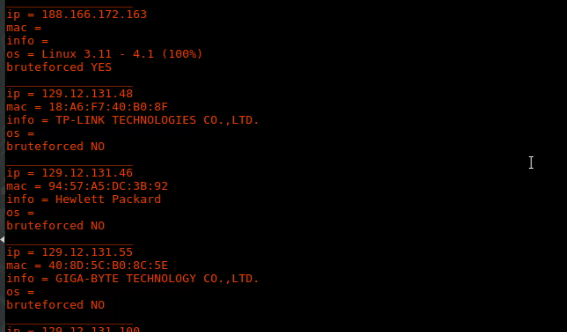 ip = 188.166.172.163
mac =
info =
os = Linux 3.11 - 4.1 (100%)
bruteforced YES
ip = 129.12.131.48
mac = 18:A6:F7:40:B0:8F
info = TP-LINK TECHNOLOGIES CO.,LTD.
os =
bruteforced NO
ip = 129.12.131.46
mac = 94:57:A5:DC:3B:92
info = Hewlett Packard
os =
bruteforced NO
ip = 129.12.131.55
mac = 40:8D:5C:B0:8C:5E
info = GIGA-BYTE TECHNOLOGY CO.,LTD.
os =
bruteforced NO
ip = 129.12.131.100